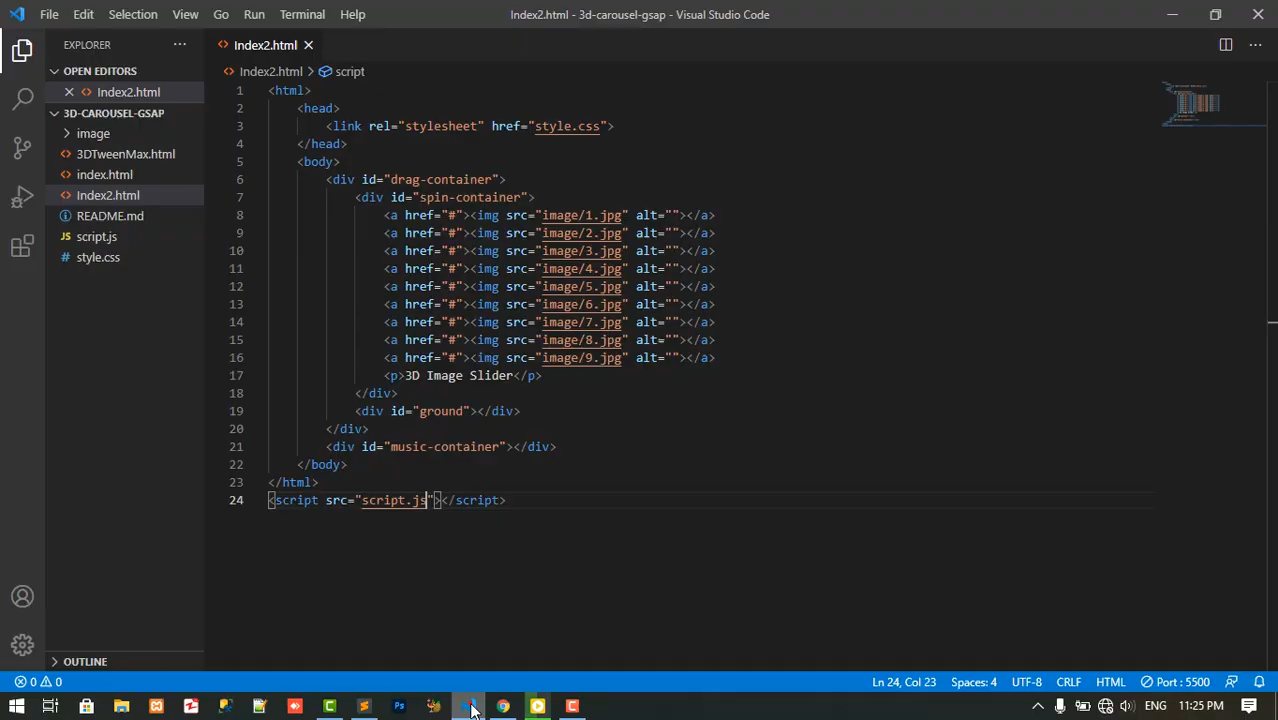 File Edit Selection View Go Run Terminal Help Index2.html - 3d-carousel-gsap - Visual Studio Code
EXPLORER
OPEN EDITORS
Index2.html
3D-CAROUSEL-GSAP
image
3DTweenMax.html
index.html
Index2.html
README.md
script.js
style.css
OUTLINE
Index2.html
Index2.html > script
1 <html>
2 <head>
3 <link rel="stylesheet" href="style.css">
4 </head>
5 <body>
6 <div id="drag-container">
7 <div id="spin-container">
8 <a href="#"><img src="image/1.jpg" alt=""></a>
9 <a href="#"><img src="image/2.jpg" alt=""></a>
10 <a href="#"><img src="image/3.jpg" alt=""></a>
11 <a href="#"><img src="image/4.jpg" alt=""></a>
12 <a href="#"><img src="image/5.jpg" alt=""></a>
13 <a href="#"><img src="image/6.jpg" alt=""></a>
14 <a href="#"><img src="image/7.jpg" alt=""></a>
15 <a href="#"><img src="image/8.jpg" alt=""></a>
16 <a href="#"><img src="image/9.jpg" alt=""></a>
17 <p>3D Image Slider</p>
18 </div>
19 <div id="ground"></div>
20 </div>
21 <div id="music-container"></div>
22 </body>
23 </html>
24 <script src="script.js"></script>
0 0 Ln 24, Col 23 Spaces: 4 UTF-8 CRLF HTML Port : 5500
ENG 11:25 PM